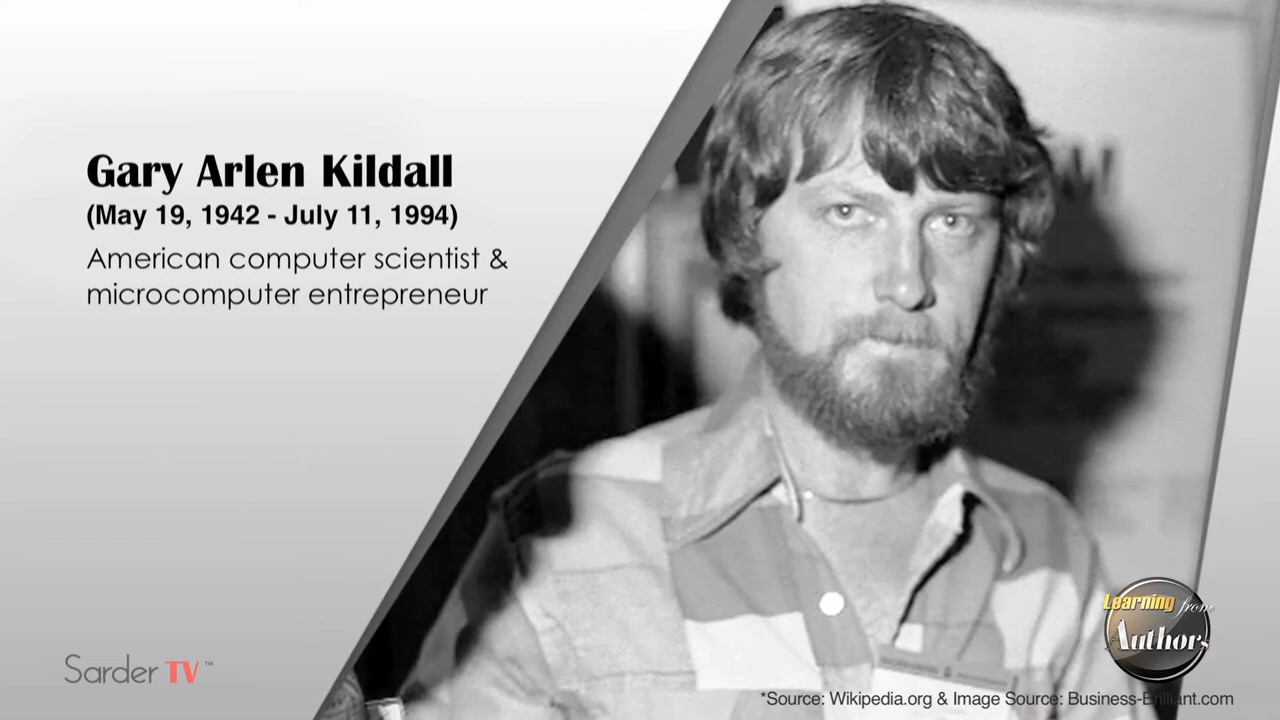 Gary Arlen Kildall
(May 19, 1942 - July 11, 1994)
American computer scientist &
microcomputer entrepreneur
Learning from
Authors
Sarder TV™
*Source: Wikipedia.org & Image Source: Business-Brilliant.com